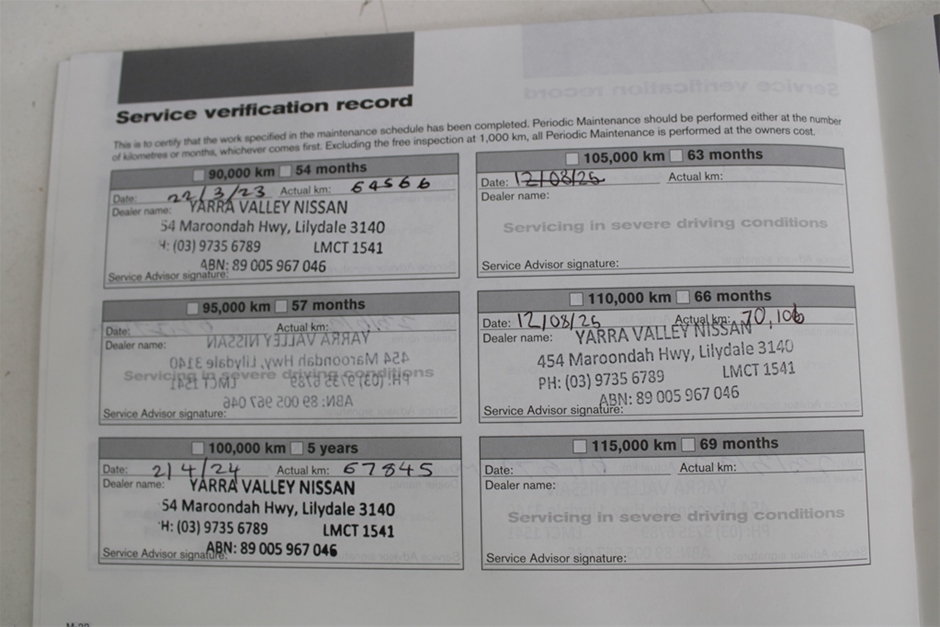 Service verification record
This is to certify that the work specified in the maintenance schedule has been completed. Periodic Maintenance should be performed either at the number
of kilometres or months, whichever comes first. Excluding the free inspection at 1,000 km, all Periodic Maintenance is performed at the owners cost.
90,000 km 54 months
Date: 22/3/23 Actual km: 64566
Dealer name: YARRA VALLEY NISSAN
54 Maroondah Hwy, Lilydale 3140
H: (03) 9735 6789 LMCT 1541
ABN: 89 005 967 046
Service Advisor signature:
95,000 km 57 months
Date: Actual km:
Dealer name:
Servicing in severe driving conditions
Service Advisor signature:
100,000 km 5 years
Date: 2/4/24 Actual km: 67845
Dealer name: YARRA VALLEY NISSAN
54 Maroondah Hwy, Lilydale 3140
H: (03) 9735 6789 LMCT 1541
ABN: 89 005 967 046
Service Advisor signature:
105,000 km 63 months
Date: 12/08/25 Actual km:
Dealer name:
Servicing in severe driving conditions
Service Advisor signature:
110,000 km 66 months
Date: 12/08/25 Actual km: 70,106
Dealer name: YARRA VALLEY NISSAN
454 Maroondah Hwy, Lilydale 3140
PH: (03) 9735 6789 LMCT 1541
ABN: 89 005 967 046
Service Advisor signature:
115,000 km 69 months
Date: Actual km:
Dealer name:
Servicing in severe driving conditions
Service Advisor signature: